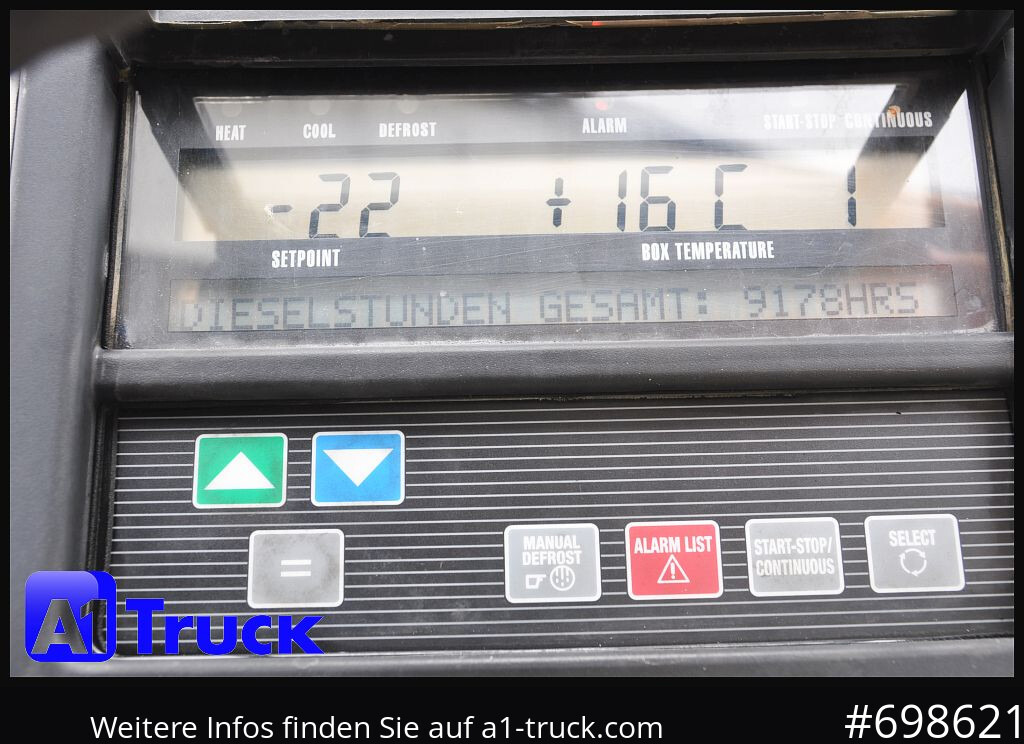 HEAT COOL DEFROST ALARM START-STOP CONTINUOUS
-22 +16 C 1
SETPOINT BOX TEMPERATURE
DIESELSTUNDEN GESAMT: 9178HRS
=
MANUAL DEFROST
ALARM LIST
START-STOP/
CONTINUOUS
SELECT
A1 Truck
Weitere Infos finden Sie auf a1-truck.com
#698621